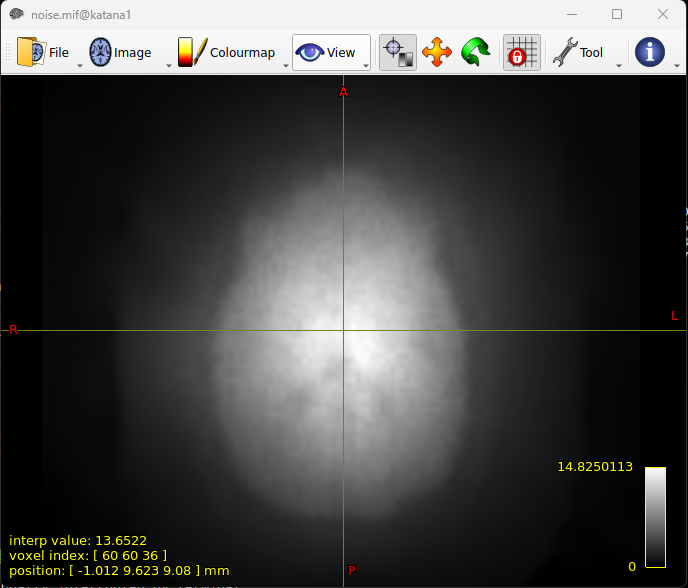 noise.mif@katana1
File Image Colourmap View Tool
A
R
L
14.8250113
interp value: 13.6522
voxel index: [ 60 60 36 ]
position: [ -1.012 9.623 9.08 ] mm
0
P